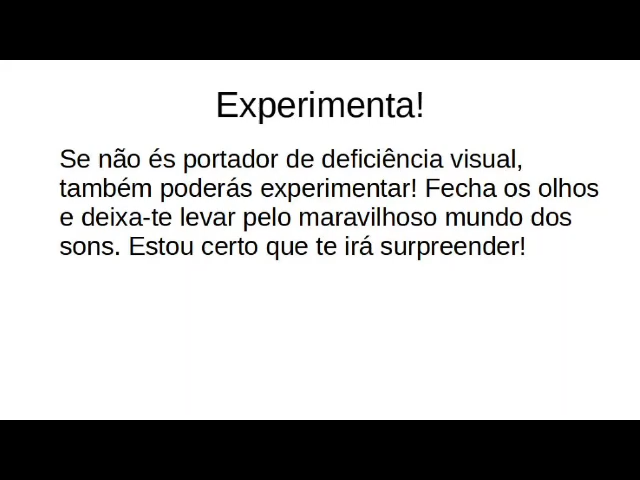 Experimenta!
Se não és portador de deficiência visual,
também poderás experimentar! Fecha os olhos
e deixa-te levar pelo maravilhoso mundo dos
sons. Estou certo que te irá surpreender!